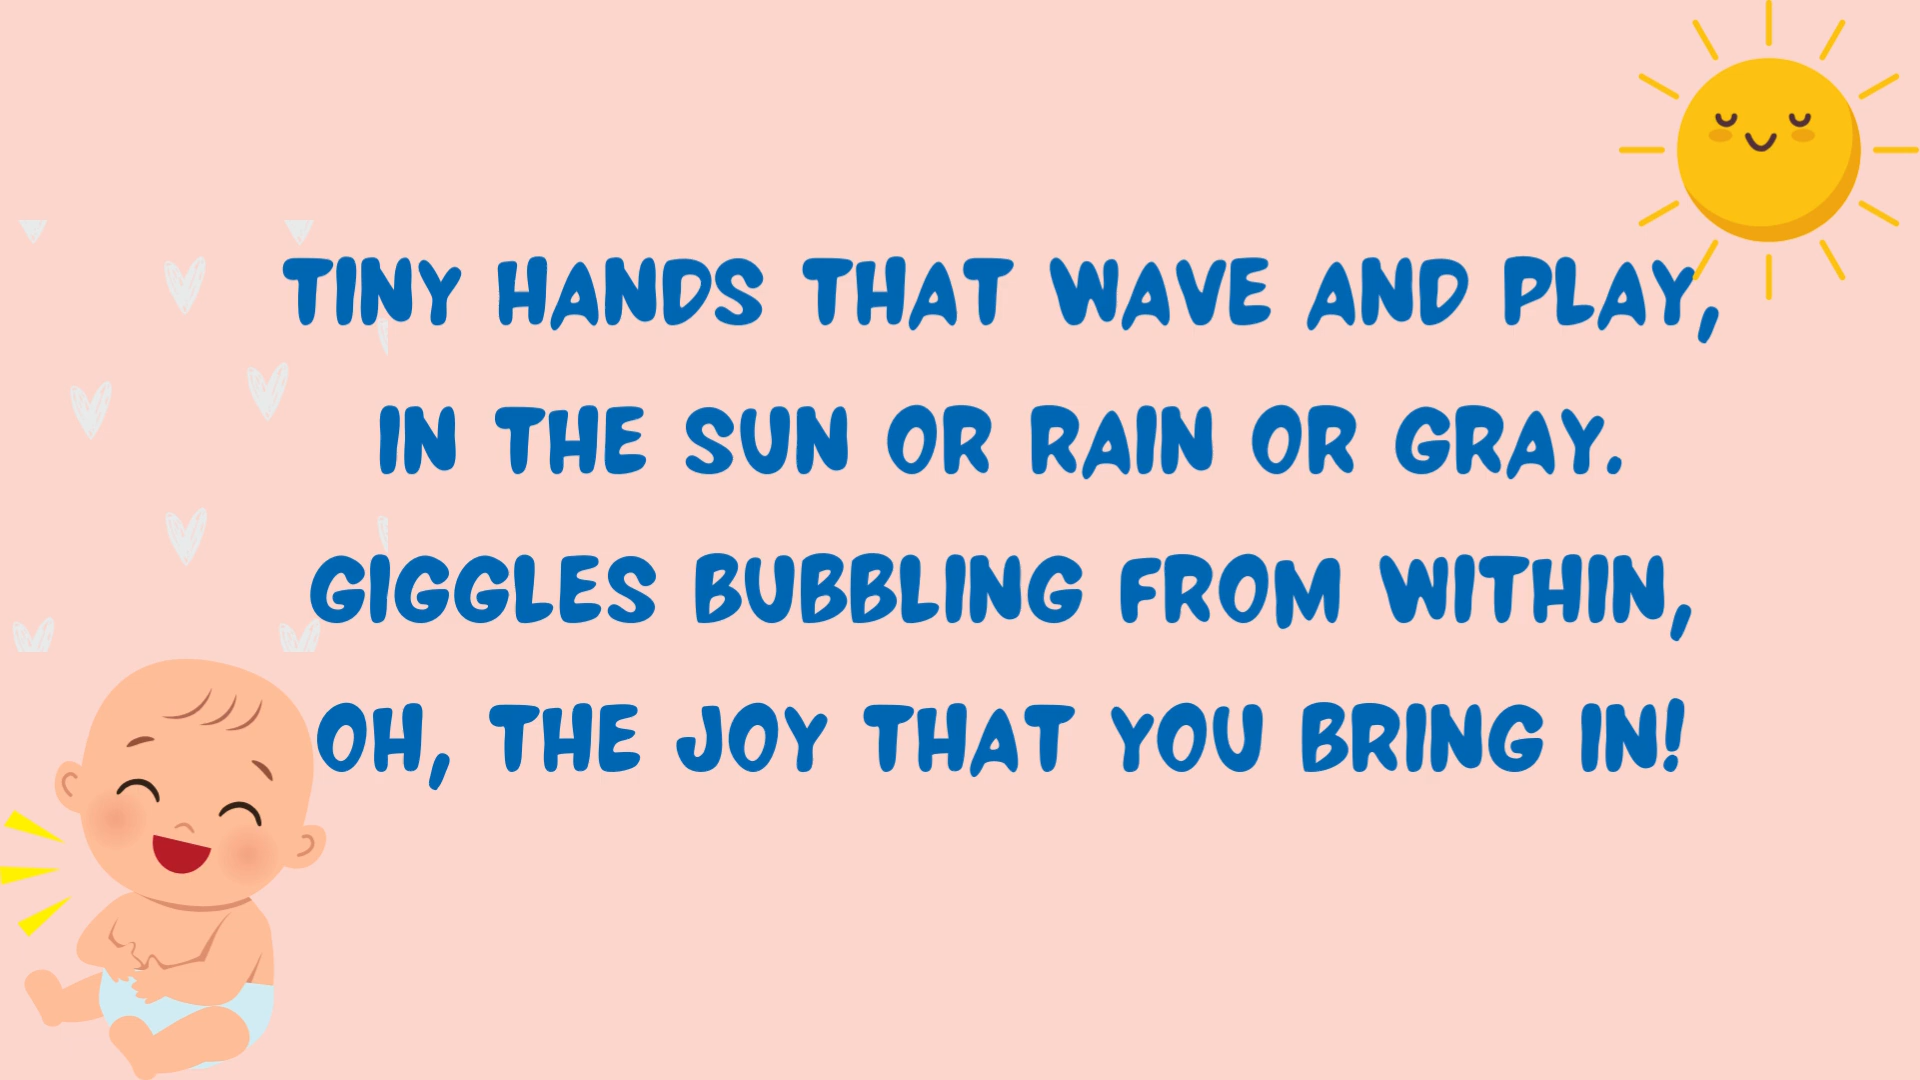 TINY HANDS THAT WAVE AND PLAY,
IN THE SUN OR RAIN OR GRAY.
GIGGLES BUBBLING FROM WITHIN,
OH, THE JOY THAT YOU BRING IN!